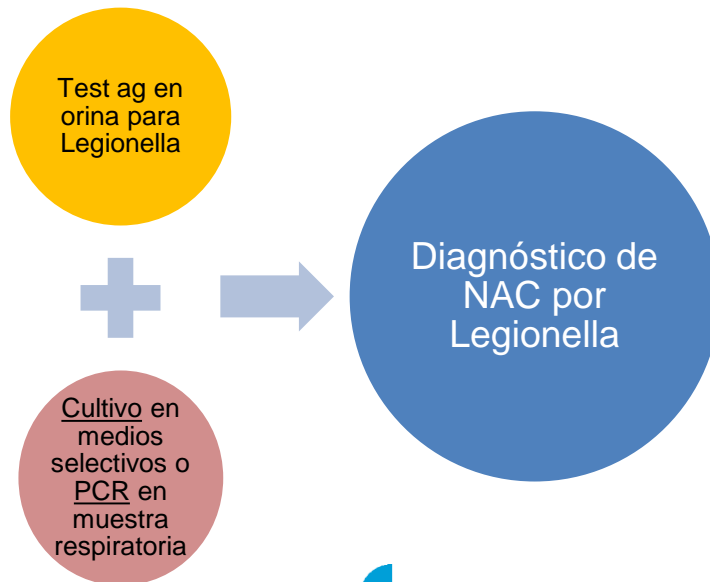 Test ag en
orina para
Legionella
Diagnóstico de
NAC por
Legionella
Cultivo en
medios
selectivos o
PCR en
muestra
respiratoria